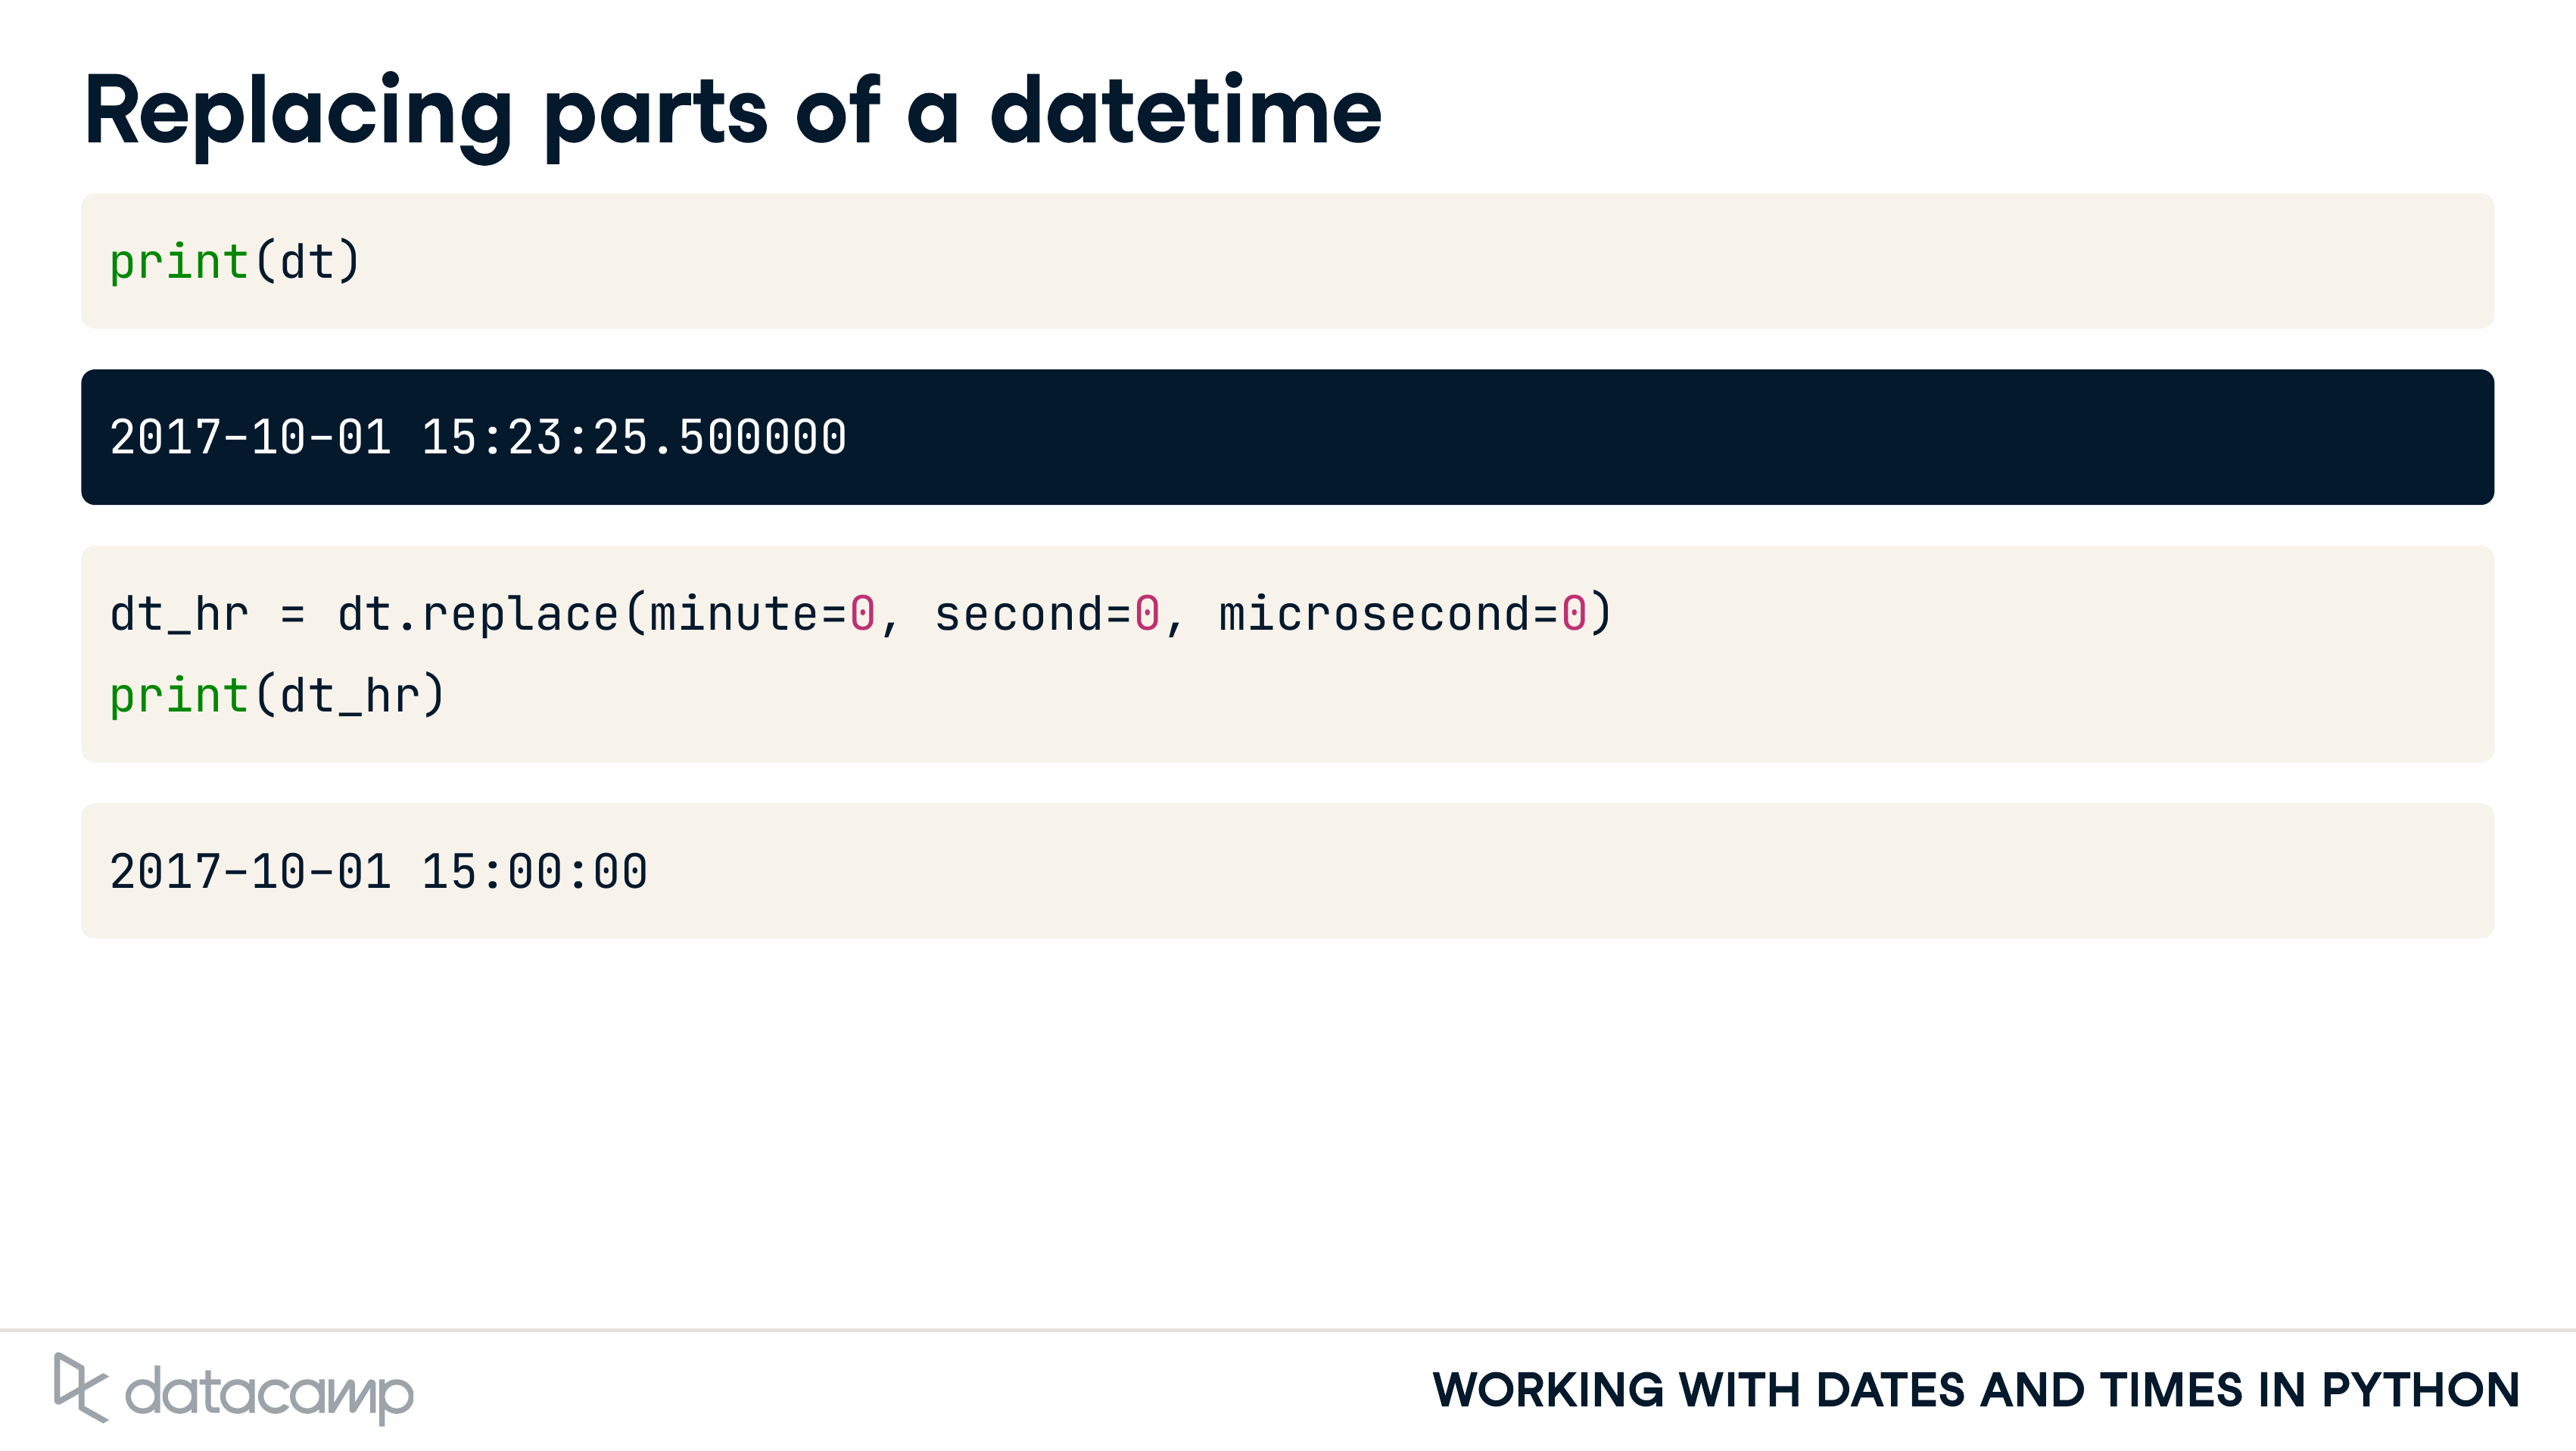 Replacing parts of a datetime
print(dt)
2017-10-01 15:23:25.500000
dt_hr = dt.replace(minute=0, second=0, microsecond=0)
print(dt_hr)
2017-10-01 15:00:00
datacamp
WORKING WITH DATES AND TIMES IN PYTHON